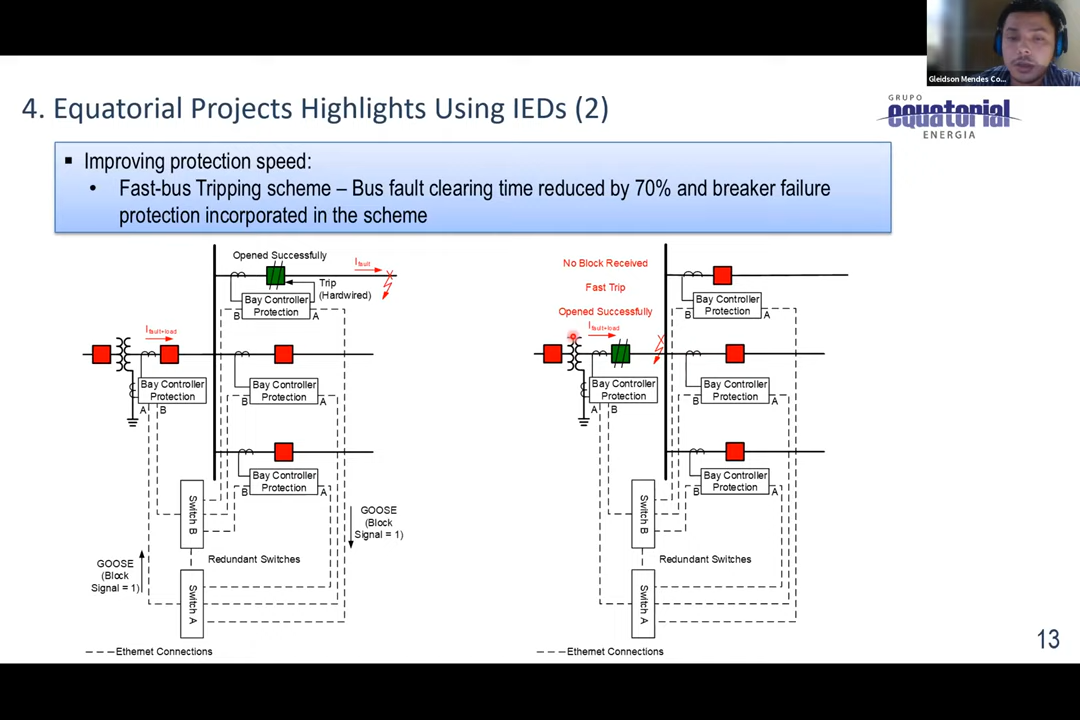 Gleidson Mendes Co...
4. Equatorial Projects Highlights Using IEDs (2)
GRUPO
equatorial
ENERGIA
▪ Improving protection speed:
• Fast-bus Tripping scheme – Bus fault clearing time reduced by 70% and breaker failure
protection incorporated in the scheme
Opened Successfully
Ifault
Trip
(Hardwired)
Bay Controller
Protection
B
A
Ifault+load
Bay Controller
Protection
A
B
Bay Controller
Protection
B
A
Bay Controller
Protection
B
A
Switch B
GOOSE
(Block
Signal = 1)
Redundant Switches
GOOSE
(Block
Signal = 1)
Switch A
Ethernet Connections
No Block Received
Fast Trip
Opened Successfully
Ifault+load
Bay Controller
Protection
B
A
Bay Controller
Protection
A
B
Bay Controller
Protection
B
A
Bay Controller
Protection
B
A
Switch B
Redundant Switches
Switch A
Ethernet Connections
13